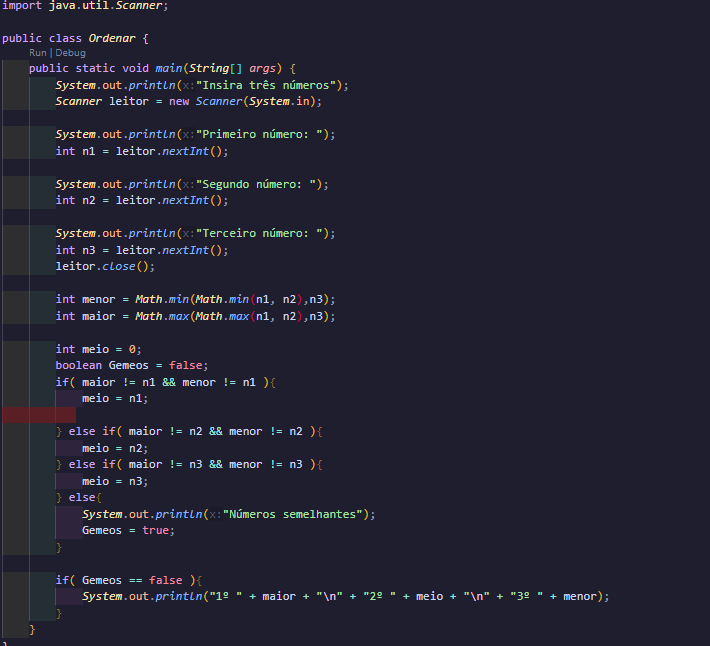 import java.util.Scanner;
public class Ordenar {
Run | Debug
public static void main(String[] args) {
System.out.println(x:"Insira três números");
Scanner leitor = new Scanner(System.in);
System.out.println(x:"Primeiro número: ");
int n1 = leitor.nextInt();
System.out.println(x:"Segundo número: ");
int n2 = leitor.nextInt();
System.out.println(x:"Terceiro número: ");
int n3 = leitor.nextInt();
leitor.close();
int menor = Math.min(Math.min(n1, n2),n3);
int maior = Math.max(Math.max(n1, n2),n3);
int meio = 0;
boolean Gemeos = false;
if( maior != n1 && menor != n1 ){
meio = n1;
} else if( maior != n2 && menor != n2 ){
meio = n2;
} else if( maior != n3 && menor != n3 ){
meio = n3;
} else{
System.out.println(x:"Números semelhantes");
Gemeos = true;
}
if( Gemeos == false ){
System.out.println("1º " + maior + "\n" + "2º " + meio + "\n" + "3º " + menor);
}
}
}